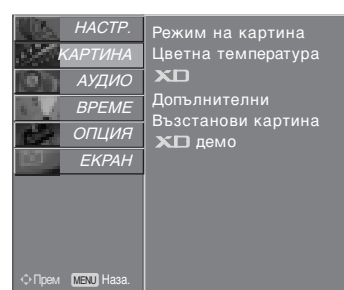 НАСТР.
КАРТИНА
АУДИО
ВРЕМЕ
ОПЦИЯ
ЕКРАН
Режим на картина
Цветна температура
XD
Допълнителни
Възстанови картина
XD демо
Прем MENU Наза.